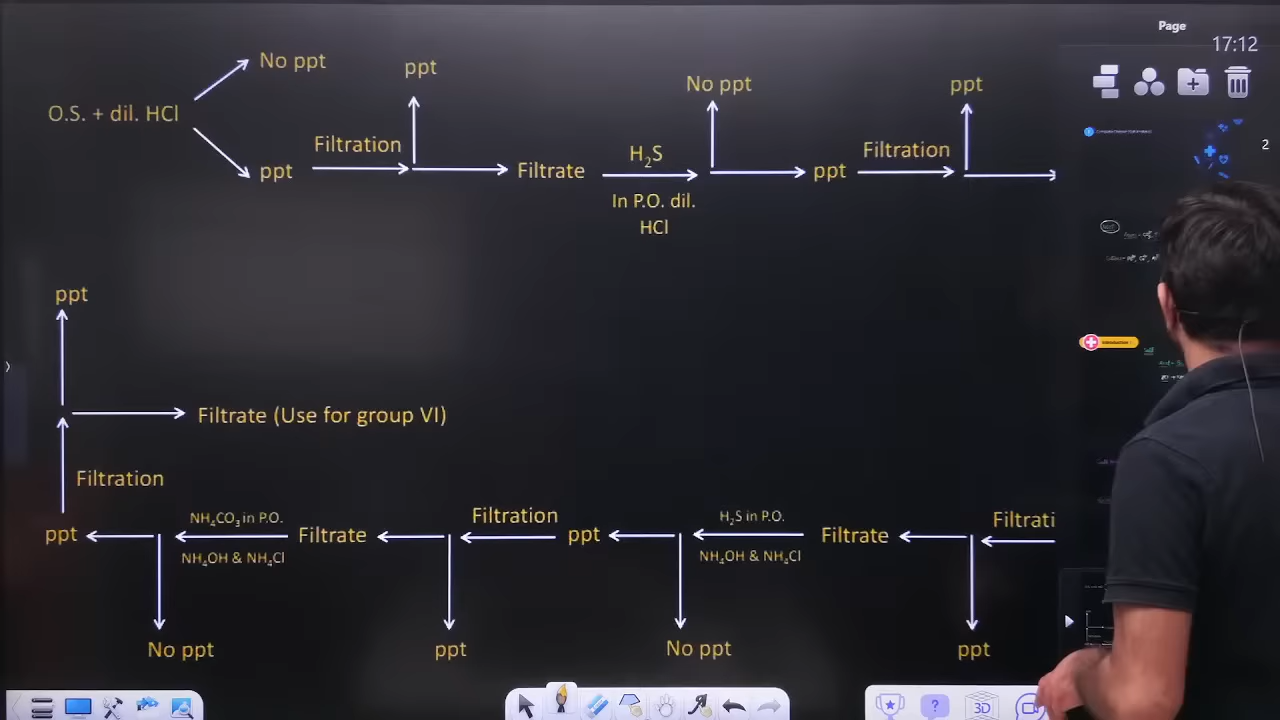 Page
17:12
No ppt
ppt
No ppt
ppt
O.S. + dil. HCl
Filtration
H₂S
Filtration
ppt
Filtrate
ppt
In P.O. dil.
HCl
2
ppt
Introduction
Filtrate (Use for group VI)
Filtration
NH₄CO₃ in P.O.
Filtration
H₂S in P.O.
Filtrati
ppt
Filtrate
ppt
Filtrate
NH₄OH & NH₄Cl
NH₄OH & NH₄Cl
No ppt
ppt
No ppt
ppt
?
3D